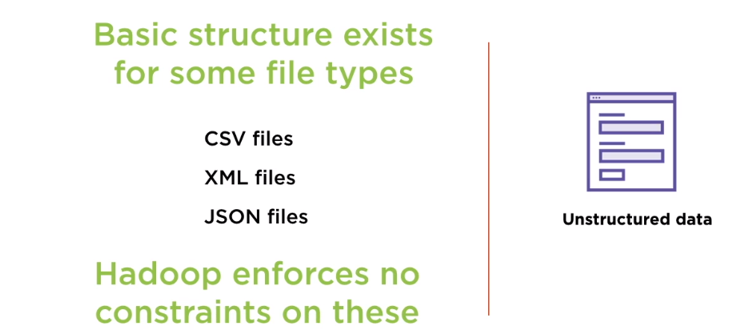 Basic structure exists
for some file types
CSV files
XML files
JSON files
Hadoop enforces no
constraints on these
Unstructured data